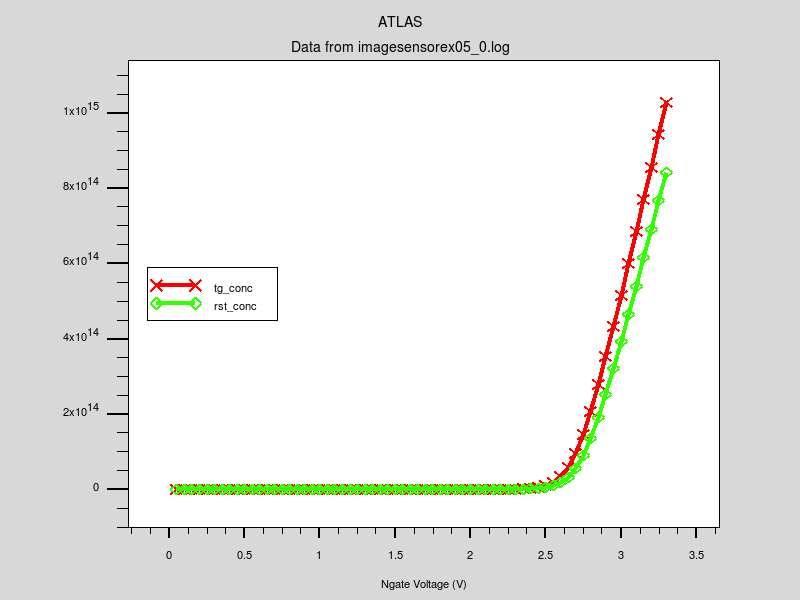 ATLAS
Data from imagesensorex05_0.log
1x10^15
8x10^14
6x10^14
tg_conc
rst_conc
4x10^14
2x10^14
0
0 0.5 1 1.5 2 2.5 3 3.5
Ngate Voltage (V)